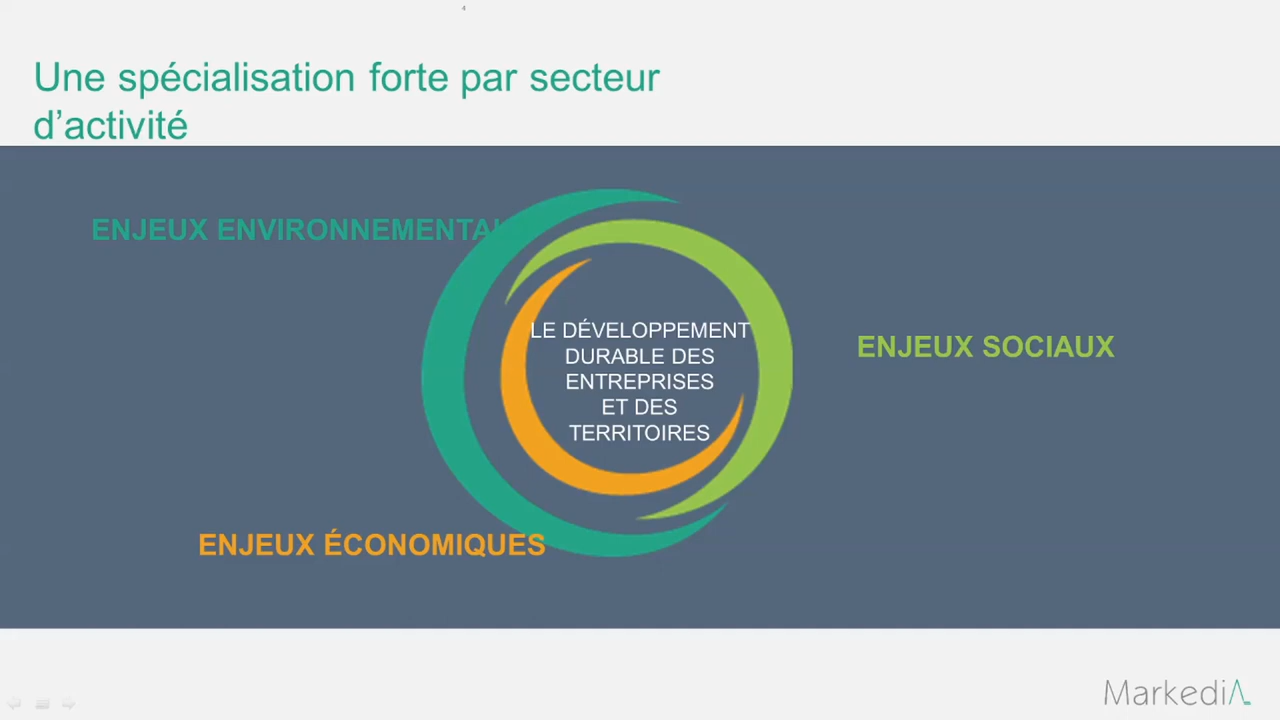 4
Une spécialisation forte par secteur
d’activité
ENJEUX ENVIRONNEMENTA
LE DÉVELOPPEMENT
DURABLE DES
ENTREPRISES
ET DES
TERRITOIRES
ENJEUX SOCIAUX
ENJEUX ÉCONOMIQUES
MarkediA